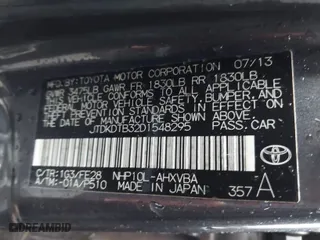 MFD.BY:TOYOTA MOTOR CORPORATION 07/13
GVWR 3475LB GAWR FR 1830LB RR 1830LB
THIS VEHICLE CONFORMS TO ALL APPLICABLE
FEDERAL MOTOR VEHICLE SAFETY, BUMPER, AND
THEFT PREVENTION STANDARDS IN EFFECT ON
THE DATE OF MANUFACTURE SHOWN ABOVE.
JTDKDTB32D1548295 PASS. CAR
C/TR:1G3/FE28 NHP10L-AHXVBA
A/TM:-01A/P510 MADE IN JAPAN 357 A